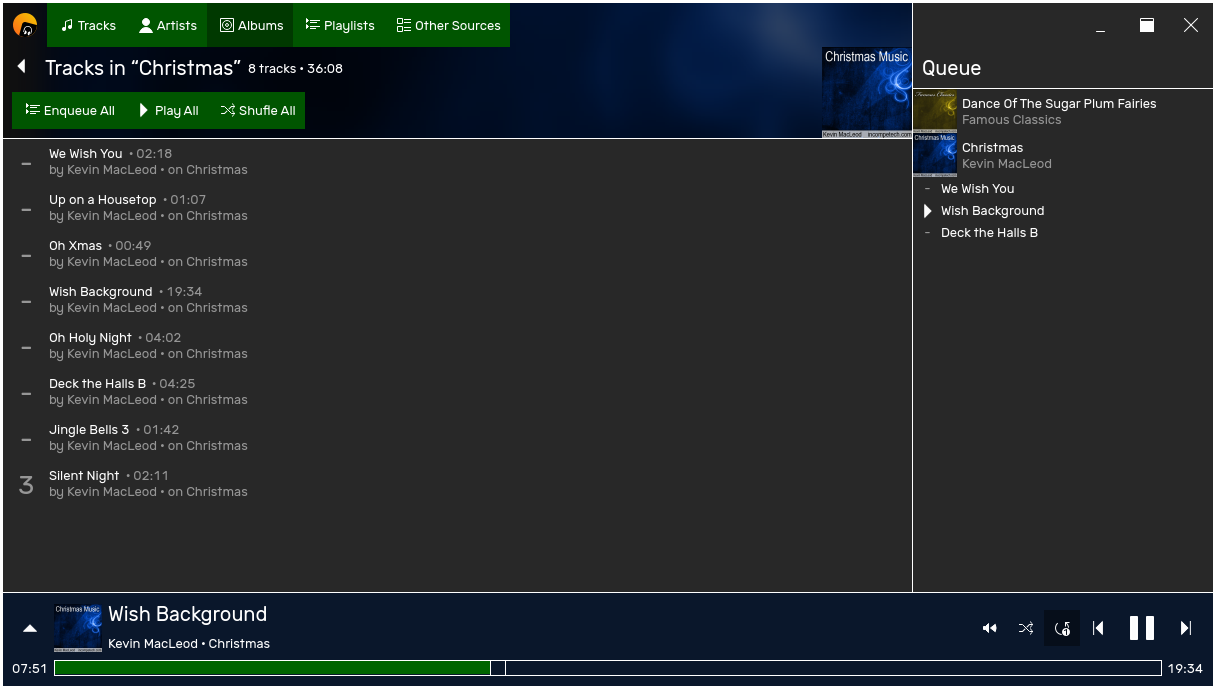 Tracks
Artists
Albums
Playlists
Other Sources
Tracks in “Christmas” 8 tracks • 36:08
Enqueue All
Play All
Shufle All
Christmas Music
Kevin MacLeod incompetech.com
– We Wish You • 02:18
by Kevin MacLeod • on Christmas
– Up on a Housetop • 01:07
by Kevin MacLeod • on Christmas
– Oh Xmas • 00:49
by Kevin MacLeod • on Christmas
– Wish Background • 19:34
by Kevin MacLeod • on Christmas
– Oh Holy Night • 04:02
by Kevin MacLeod • on Christmas
– Deck the Halls B • 04:25
by Kevin MacLeod • on Christmas
– Jingle Bells 3 • 01:42
by Kevin MacLeod • on Christmas
3 Silent Night • 02:11
by Kevin MacLeod • on Christmas
Queue
Famous Classics
Dance Of The Sugar Plum Fairies
Famous Classics
Christmas Music
Christmas
Kevin MacLeod
- We Wish You
Wish Background
- Deck the Halls B
Christmas Music
Wish Background
Kevin MacLeod • Christmas
1
07:51
19:34